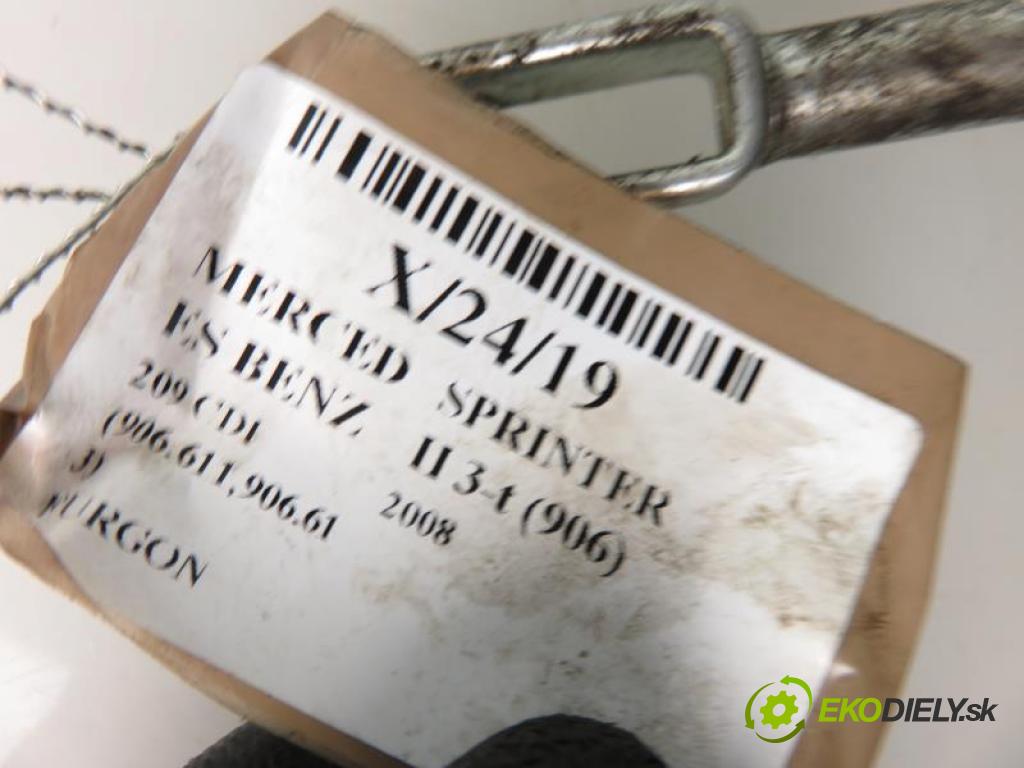 X/24/19
MERCED SPRINTER
ES BENZ II 3-t (906)
209 CDI 2008
(906.611,906.61
3)
FURGON
EKODIELY.sk